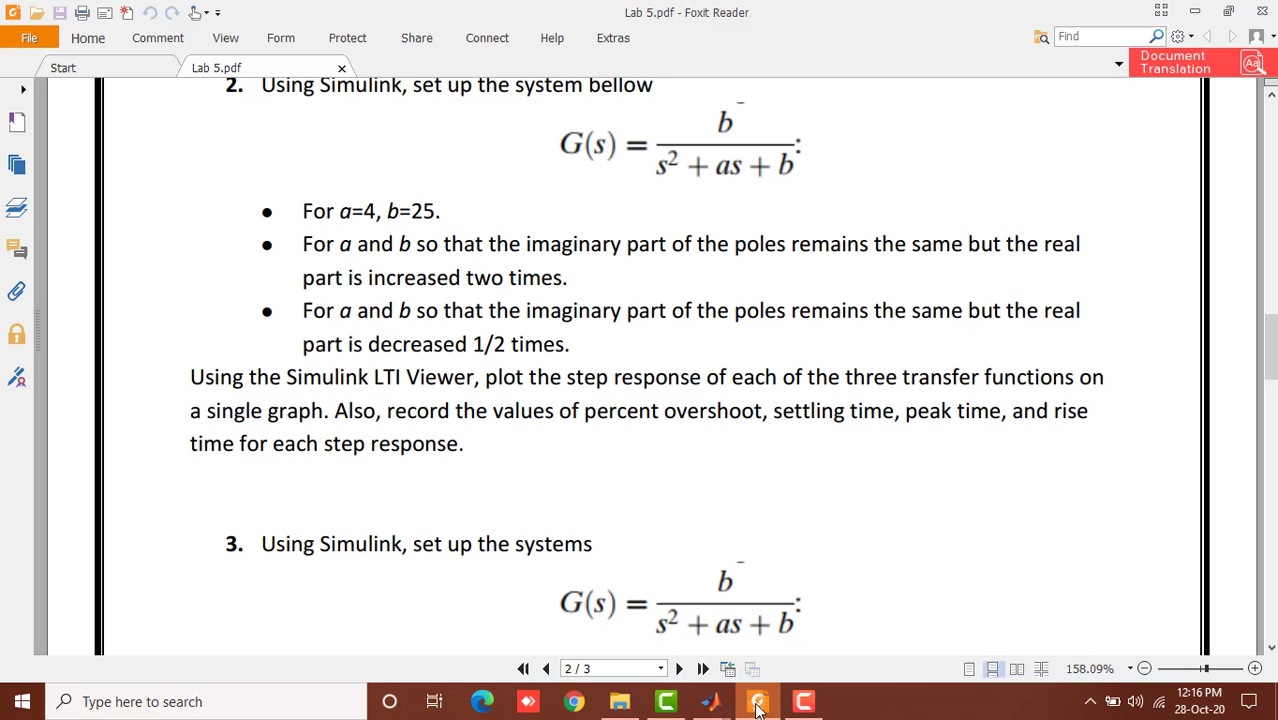 Lab 5.pdf - Foxit Reader
File Home Comment View Form Protect Share Connect Help Extras Find
Start Lab 5.pdf Document Translation
2. Using Simulink, set up the system bellow
G(s) = b / (s² + as + b) :
• For a=4, b=25.
• For a and b so that the imaginary part of the poles remains the same but the real
part is increased two times.
• For a and b so that the imaginary part of the poles remains the same but the real
part is decreased 1/2 times.
Using the Simulink LTI Viewer, plot the step response of each of the three transfer functions on
a single graph. Also, record the values of percent overshoot, settling time, peak time, and rise
time for each step response.
3. Using Simulink, set up the systems
G(s) = b / (s² + as + b) :
2 / 3 158.09%
Type here to search
12:16 PM
28-Oct-20